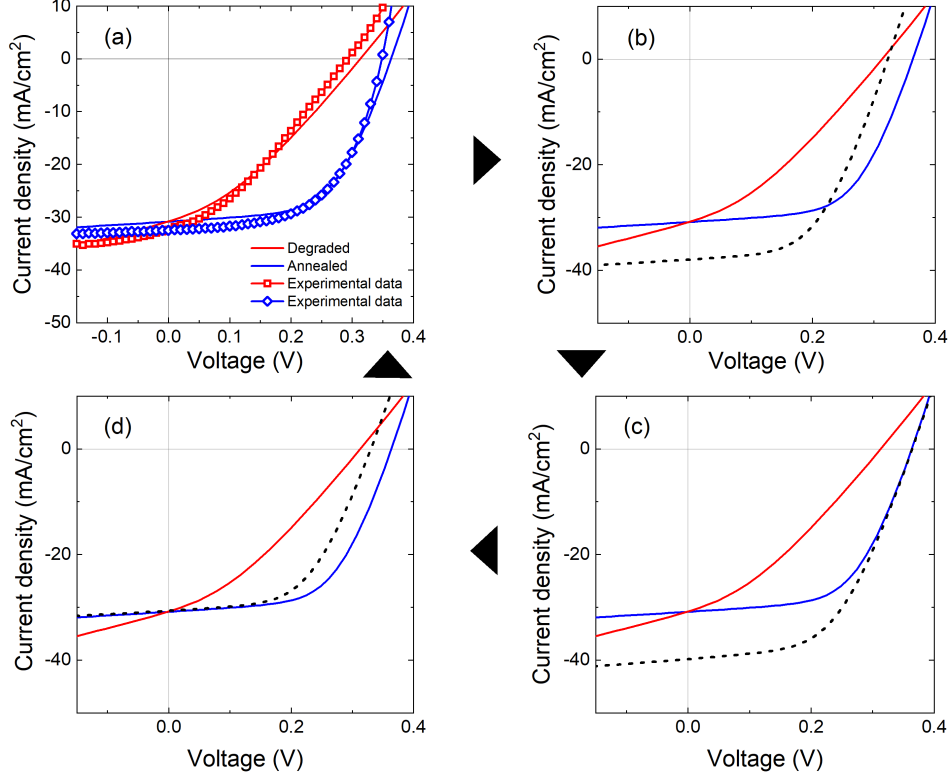 (a)
10
0
-10
-20
-30
-40
-50
Current density (mA/cm²)
Degraded
Annealed
Experimental data
Experimental data
-0.1 0.0 0.1 0.2 0.3 0.4
Voltage (V)
(b)
0
-20
-40
Current density (mA/cm²)
0.0 0.2 0.4
Voltage (V)
(d)
0
-20
-40
Current density (mA/cm²)
0.0 0.2 0.4
Voltage (V)
(c)
0
-20
-40
Current density (mA/cm²)
0.0 0.2 0.4
Voltage (V)